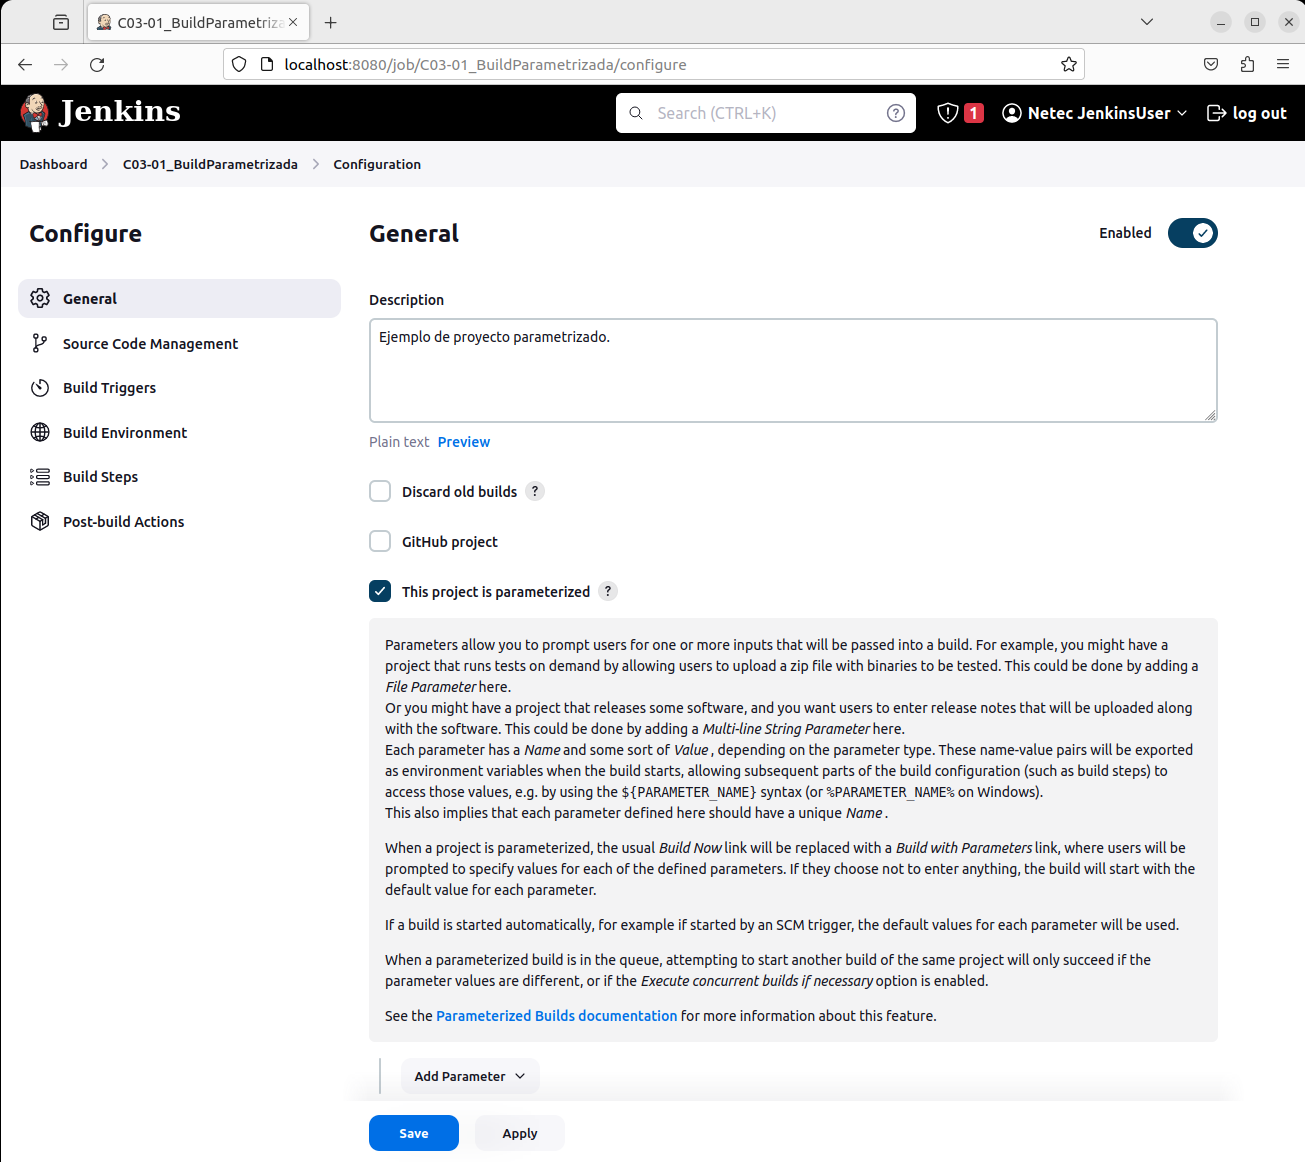 C03-01_BuildParametriza
localhost:8080/job/C03-01_BuildParametrizada/configure
Jenkins
Search (CTRL+K)
?
1
Netec JenkinsUser
log out
Dashboard
C03-01_BuildParametrizada
Configuration
Configure
General
Source Code Management
Build Triggers
Build Environment
Build Steps
Post-build Actions
General
Enabled
Description
Ejemplo de proyecto parametrizado.
Plain text Preview
Discard old builds ?
GitHub project
This project is parameterized ?
Parameters allow you to prompt users for one or more inputs that will be passed into a build. For example, you might have a
project that runs tests on demand by allowing users to upload a zip file with binaries to be tested. This could be done by adding a
File Parameter here.
Or you might have a project that releases some software, and you want users to enter release notes that will be uploaded along
with the software. This could be done by adding a Multi-line String Parameter here.
Each parameter has a Name and some sort of Value, depending on the parameter type. These name-value pairs will be exported
as environment variables when the build starts, allowing subsequent parts of the build configuration (such as build steps) to
access those values, e.g. by using the ${PARAMETER_NAME} syntax (or %PARAMETER_NAME% on Windows).
This also implies that each parameter defined here should have a unique Name.
When a project is parameterized, the usual Build Now link will be replaced with a Build with Parameters link, where users will be
prompted to specify values for each of the defined parameters. If they choose not to enter anything, the build will start with the
default value for each parameter.
If a build is started automatically, for example if started by an SCM trigger, the default values for each parameter will be used.
When a parameterized build is in the queue, attempting to start another build of the same project will only succeed if the
parameter values are different, or if the Execute concurrent builds if necessary option is enabled.
See the Parameterized Builds documentation for more information about this feature.
Add Parameter
Save
Apply